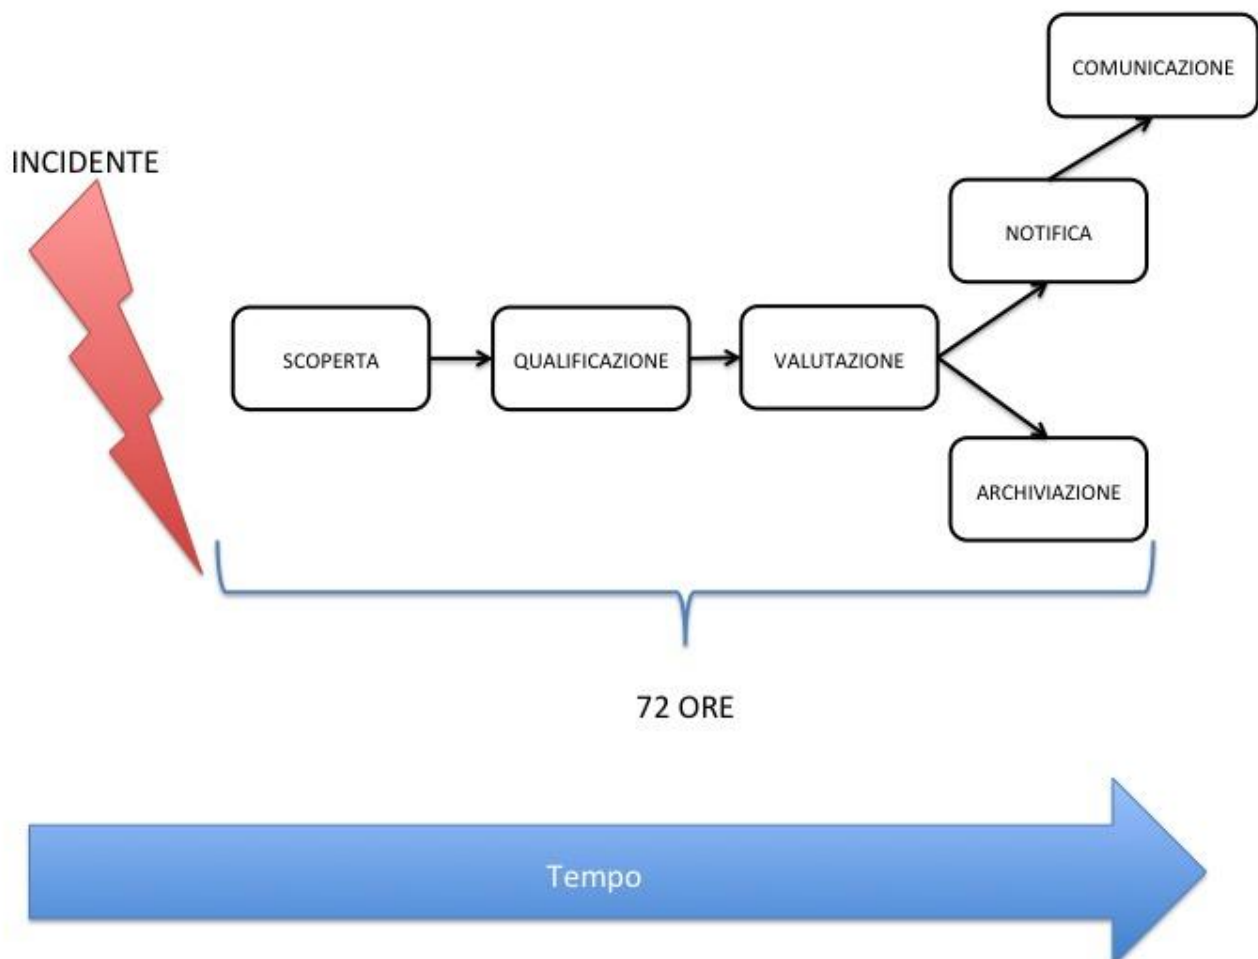 COMUNICAZIONE
INCIDENTE
NOTIFICA
SCOPERTA
QUALIFICAZIONE
VALUTAZIONE
ARCHIVIAZIONE
72 ORE
Tempo